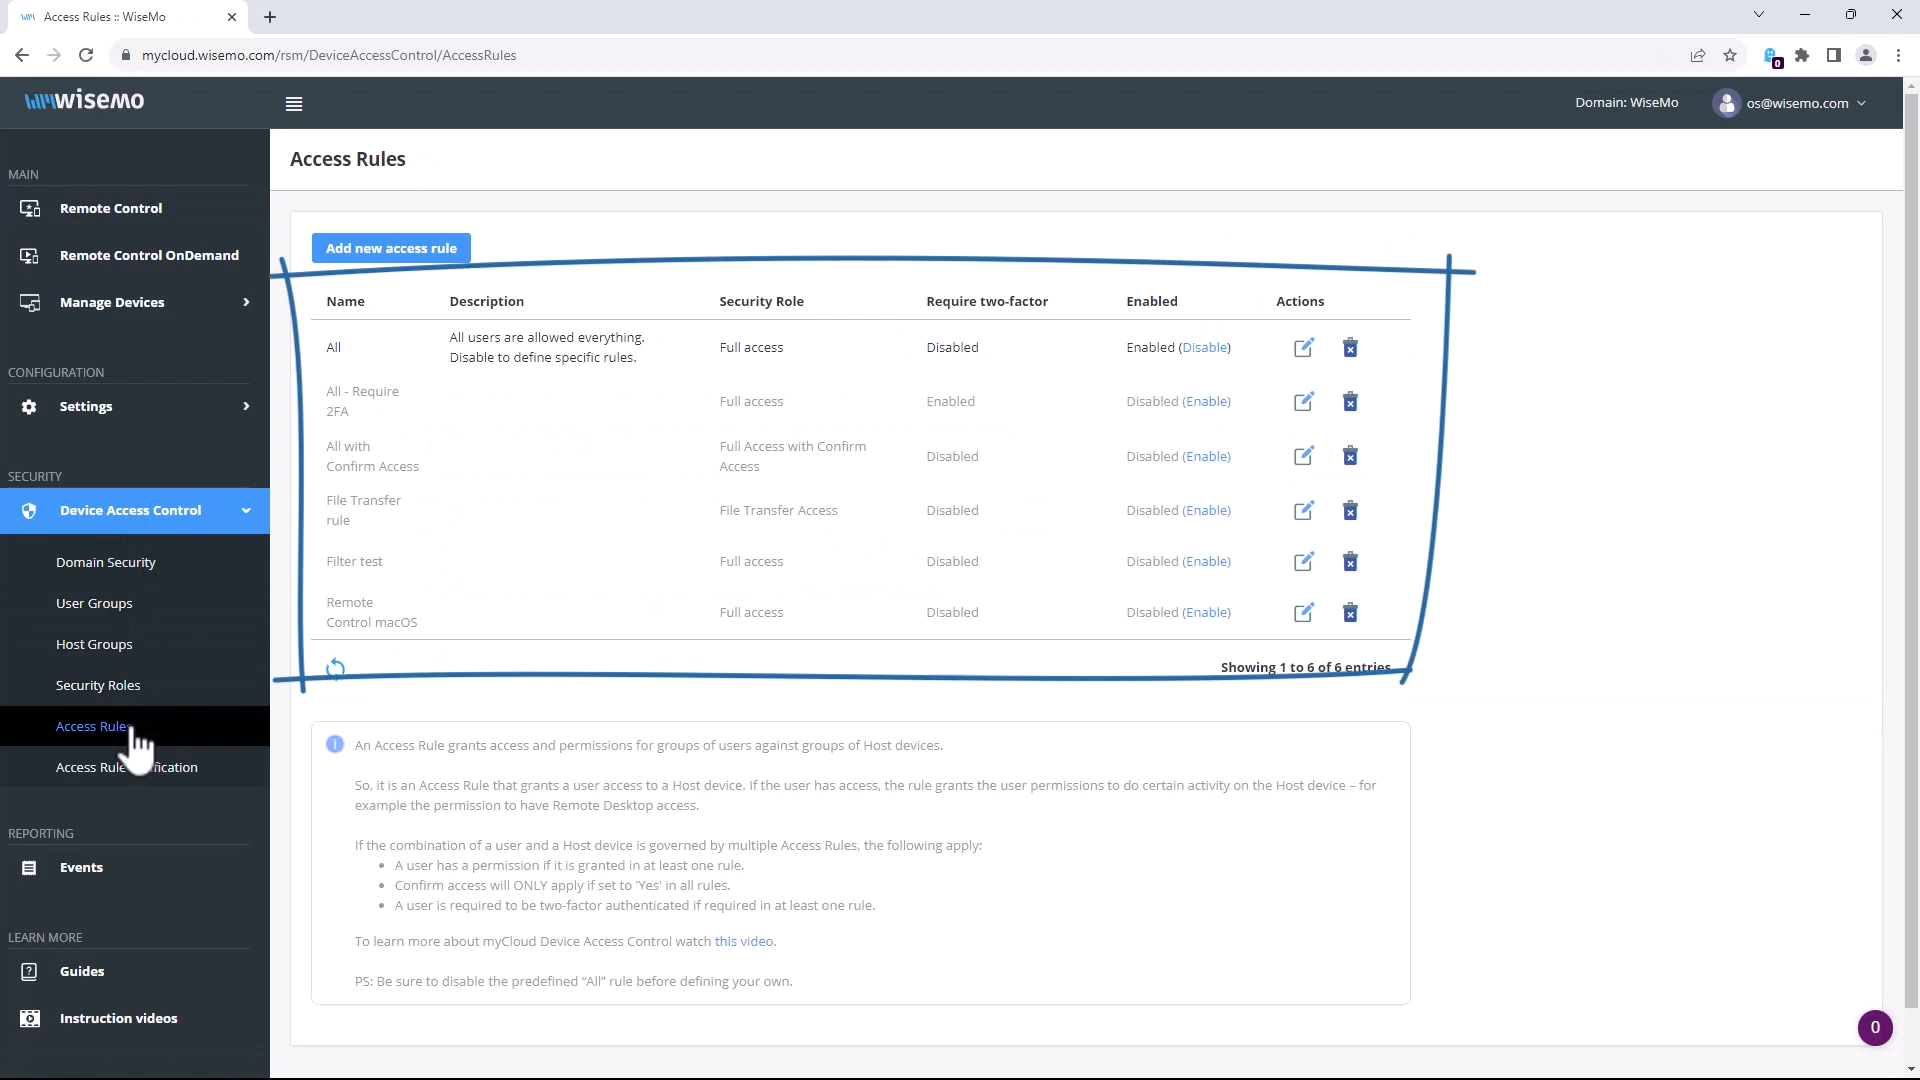 Access Rules :: WiseMo
mycloud.wisemo.com/rsm/DeviceAccessControl/AccessRules
0
wisemo
Domain: WiseMo
os@wisemo.com
MAIN
Remote Control
Remote Control OnDemand
Manage Devices
CONFIGURATION
Settings
SECURITY
Device Access Control
Domain Security
User Groups
Host Groups
Security Roles
Access Rules
Access Rule
REPORTING
Events
LEARN MORE
Guides
Instruction videos
Access Rules
Add new access rule
Name Description Security Role Require two-factor Enabled Actions
All All users are allowed everything. Full access Disabled Enabled (Disable)
Disable to define specific rules.
All - Require Full access Enabled Disabled (Enable)
2FA
All with Full Access with Confirm Disabled Disabled (Enable)
Confirm Access Access
File Transfer File Transfer Access Disabled Disabled (Enable)
rule
Filter test Full access Disabled Disabled (Enable)
Remote Full access Disabled Disabled (Enable)
Control macOS
Showing 1 to 6 of 6 entries
An Access Rule grants access and permissions for groups of users against groups of Host devices.
So, it is an Access Rule that grants a user access to a Host device. If the user has access, the rule grants the user permissions to do certain activity on the Host device – for
example the permission to have Remote Desktop access.
If the combination of a user and a Host device is governed by multiple Access Rules, the following apply:
• A user has a permission if it is granted in at least one rule.
• Confirm access will ONLY apply if set to 'Yes' in all rules.
• A user is required to be two-factor authenticated if required in at least one rule.
To learn more about myCloud Device Access Control watch this video.
PS: Be sure to disable the predefined “All” rule before defining your own.
0